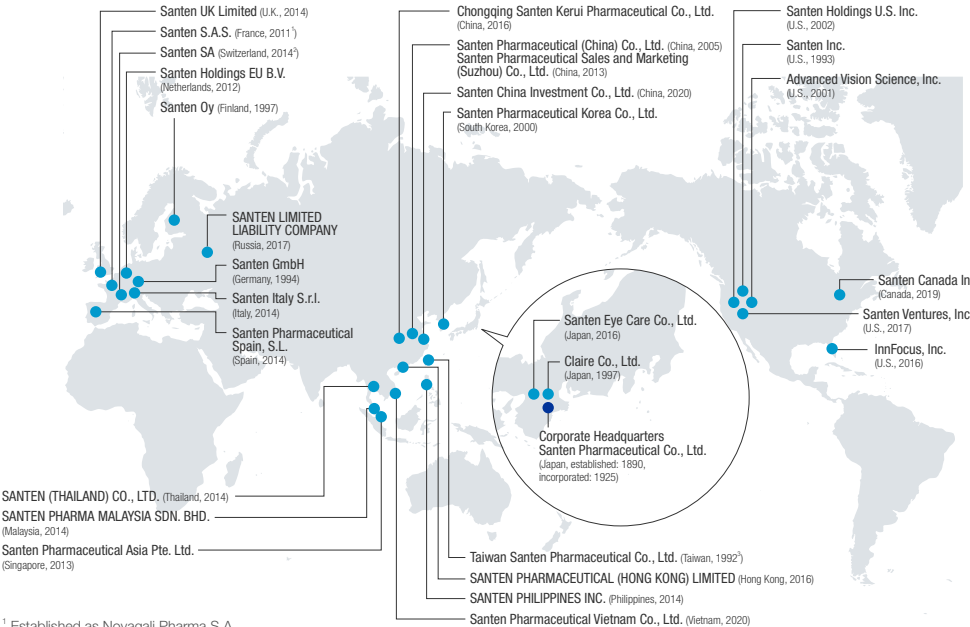 Santen UK Limited (U.K., 2014)
Santen S.A.S. (France, 2011¹)
Santen SA (Switzerland, 2014²)
Santen Holdings EU B.V.
(Netherlands, 2012)
Santen Oy (Finland, 1997)
Chongqing Santen Kerui Pharmaceutical Co., Ltd.
(China, 2016)
Santen Pharmaceutical (China) Co., Ltd. (China, 2005)
Santen Pharmaceutical Sales and Marketing
(Suzhou) Co., Ltd. (China, 2013)
Santen China Investment Co., Ltd. (China, 2020)
Santen Pharmaceutical Korea Co., Ltd.
(South Korea, 2000)
Santen Holdings U.S. Inc.
(U.S., 2002)
Santen Inc.
(U.S., 1993)
Advanced Vision Science, Inc.
(U.S., 2001)
SANTEN LIMITED
LIABILITY COMPANY
(Russia, 2017)
Santen GmbH
(Germany, 1994)
Santen Italy S.r.l.
(Italy, 2014)
Santen Pharmaceutical
Spain, S.L.
(Spain, 2014)
Santen Eye Care Co., Ltd.
(Japan, 2016)
Claire Co., Ltd.
(Japan, 1997)
Corporate Headquarters
Santen Pharmaceutical Co., Ltd.
(Japan, established: 1890,
incorporated: 1925)
Santen Canada In
(Canada, 2019)
Santen Ventures, Inc
(U.S., 2017)
InnFocus, Inc.
(U.S., 2016)
SANTEN (THAILAND) CO., LTD. (Thailand, 2014)
SANTEN PHARMA MALAYSIA SDN. BHD.
(Malaysia, 2014)
Santen Pharmaceutical Asia Pte. Ltd.
(Singapore, 2013)
Taiwan Santen Pharmaceutical Co., Ltd. (Taiwan, 1992³)
SANTEN PHARMACEUTICAL (HONG KONG) LIMITED (Hong Kong, 2016)
SANTEN PHILIPPINES INC. (Philippines, 2014)
Santen Pharmaceutical Vietnam Co., Ltd. (Vietnam, 2020)
¹ Established as Novagali Pharma S.A.